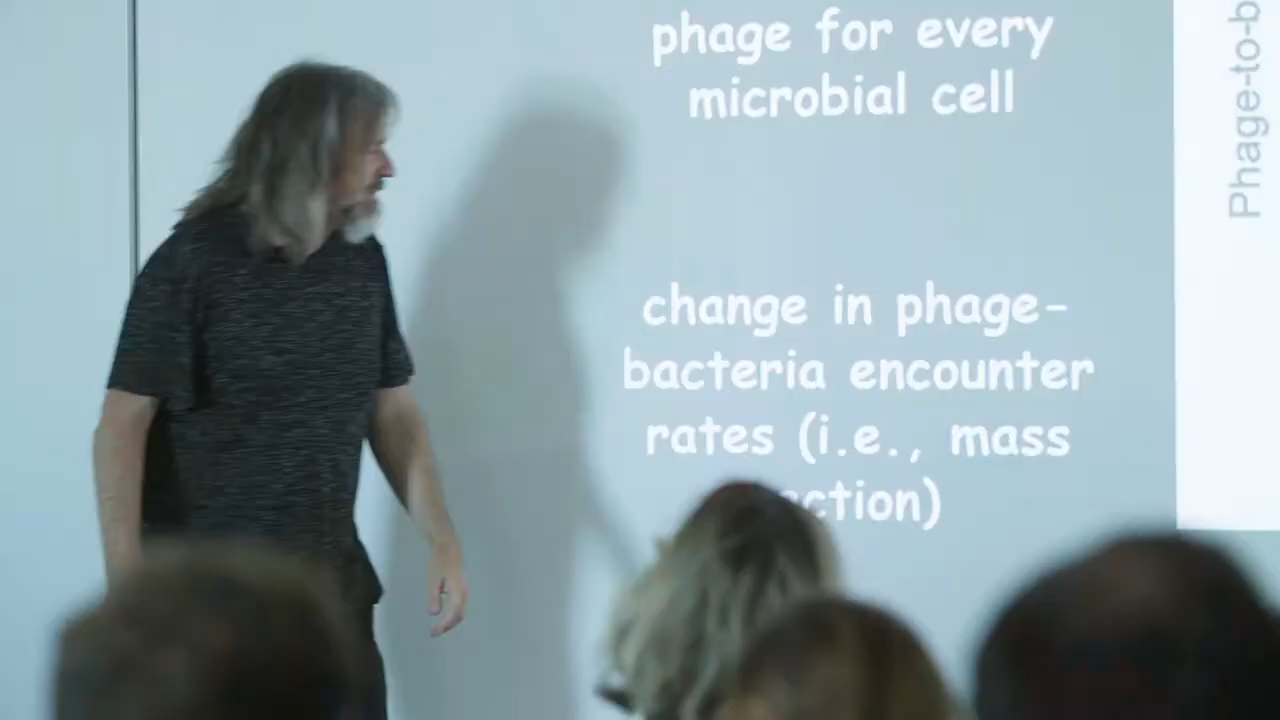 phage for every
microbial cell
change in phage-
bacteria encounter
rates (i.e., mass
ction)
Phage-to-b